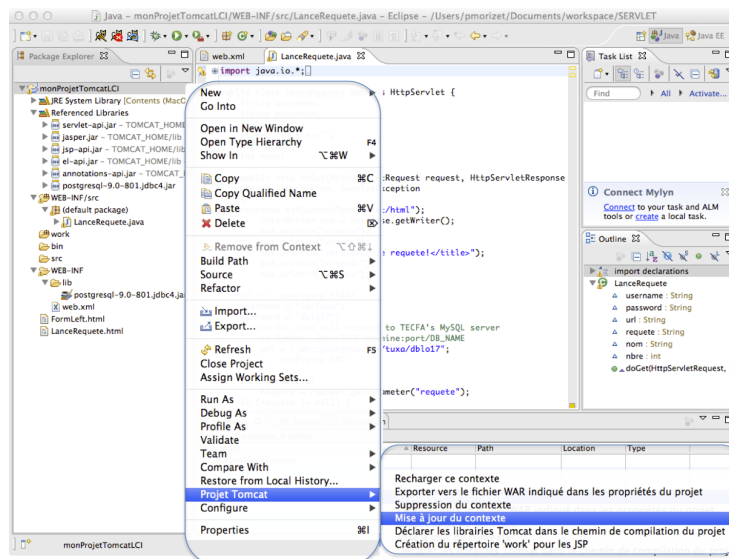 Java – monProjetTomcatLCI/WEB-INF/src/LanceRequete.java – Eclipse – /Users/pmorizet/Documents/workspace/SERVLET
Java
Java EE
Package Explorer
monProjetTomcatLCI
JRE System Library [Contents (MacO
Referenced Libraries
servlet-api.jar – TOMCAT_HOME/lib
jasper.jar – TOMCAT_HOME/lib
jsp-api.jar – TOMCAT_HOME/lib
el-api.jar – TOMCAT_HOME/lib
annotations-api.jar – TOMCAT_H
postgresql-9.0-801.jdbc4.jar
WEB-INF/src
(default package)
LanceRequete.java
work
bin
src
WEB-INF
lib
postgresql-9.0-801.jdbc4.ja
web.xml
FormLeft.html
LanceRequete.html
web.xml
LanceRequete.java
import java.io.*;
s HttpServlet {
tRequest request, HttpServletResponse
xception
t/html");
se.getWriter();
e requete!</title>");
to TECFA's MySQL server
hine:port/DB_NAME
/tuxa/dblo17";
ameter("requete");
New
Go Into
Open in New Window
Open Type Hierarchy F4
Show In ⌥⌘W
Copy ⌘C
Copy Qualified Name
Paste ⌘V
Delete ⌦
Remove from Context ⌥⇧⌘↓
Build Path
Source ⌥⌘S
Refactor
Import...
Export...
Refresh F5
Close Project
Assign Working Sets...
Run As
Debug As
Profile As
Validate
Team
Compare With
Restore from Local History...
Projet Tomcat
Configure
Properties ⌘I
Recharger ce contexte
Exporter vers le fichier WAR indiqué dans les propriétés du projet
Suppression du contexte
Mise à jour du contexte
Déclarer les librairies Tomcat dans le chemin de compilation du projet
Création du répertoire 'work' pour les JSP
Task List
Find
All
Activate...
Connect Mylyn
Connect to your task and ALM
tools or create a local task.
Outline
import declarations
LanceRequete
username : String
password : String
url : String
requete : String
nom : String
nbre : int
doGet(HttpServletRequest,
Resource
Path
Location
Type
monProjetTomcatLCI